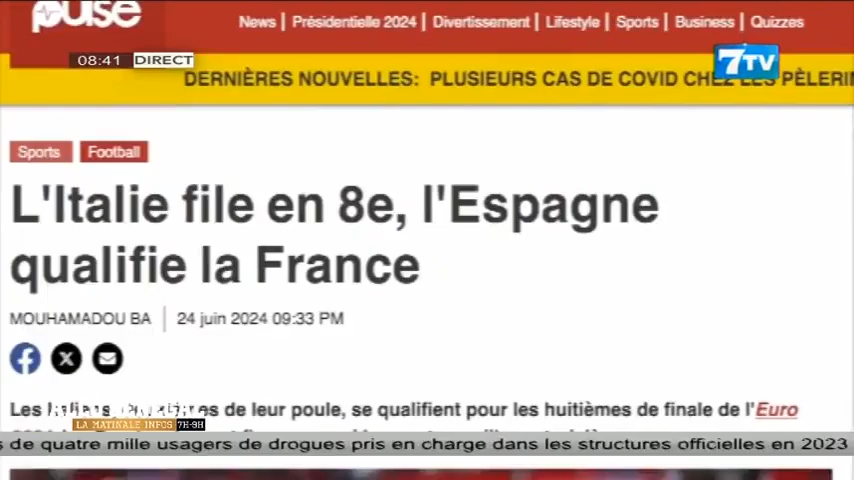 pulse
News | Présidentielle 2024 | Divertissement | Lifestyle | Sports | Business | Quizzes
08:41 DIRECT
7TV
DERNIÈRES NOUVELLES: PLUSIEURS CAS DE COVID CHEZ LES PÈLERIN
Sports Football
L'Italie file en 8e, l'Espagne
qualifie la France
MOUHAMADOU BA | 24 juin 2024 09:33 PM
Les Italiens, de leur poule, se qualifient pour les huitièmes de finale de l'Euro
LA MATINALE INFOS 7H-9H
s de quatre mille usagers de drogues pris en charge dans les structures officielles en 2023